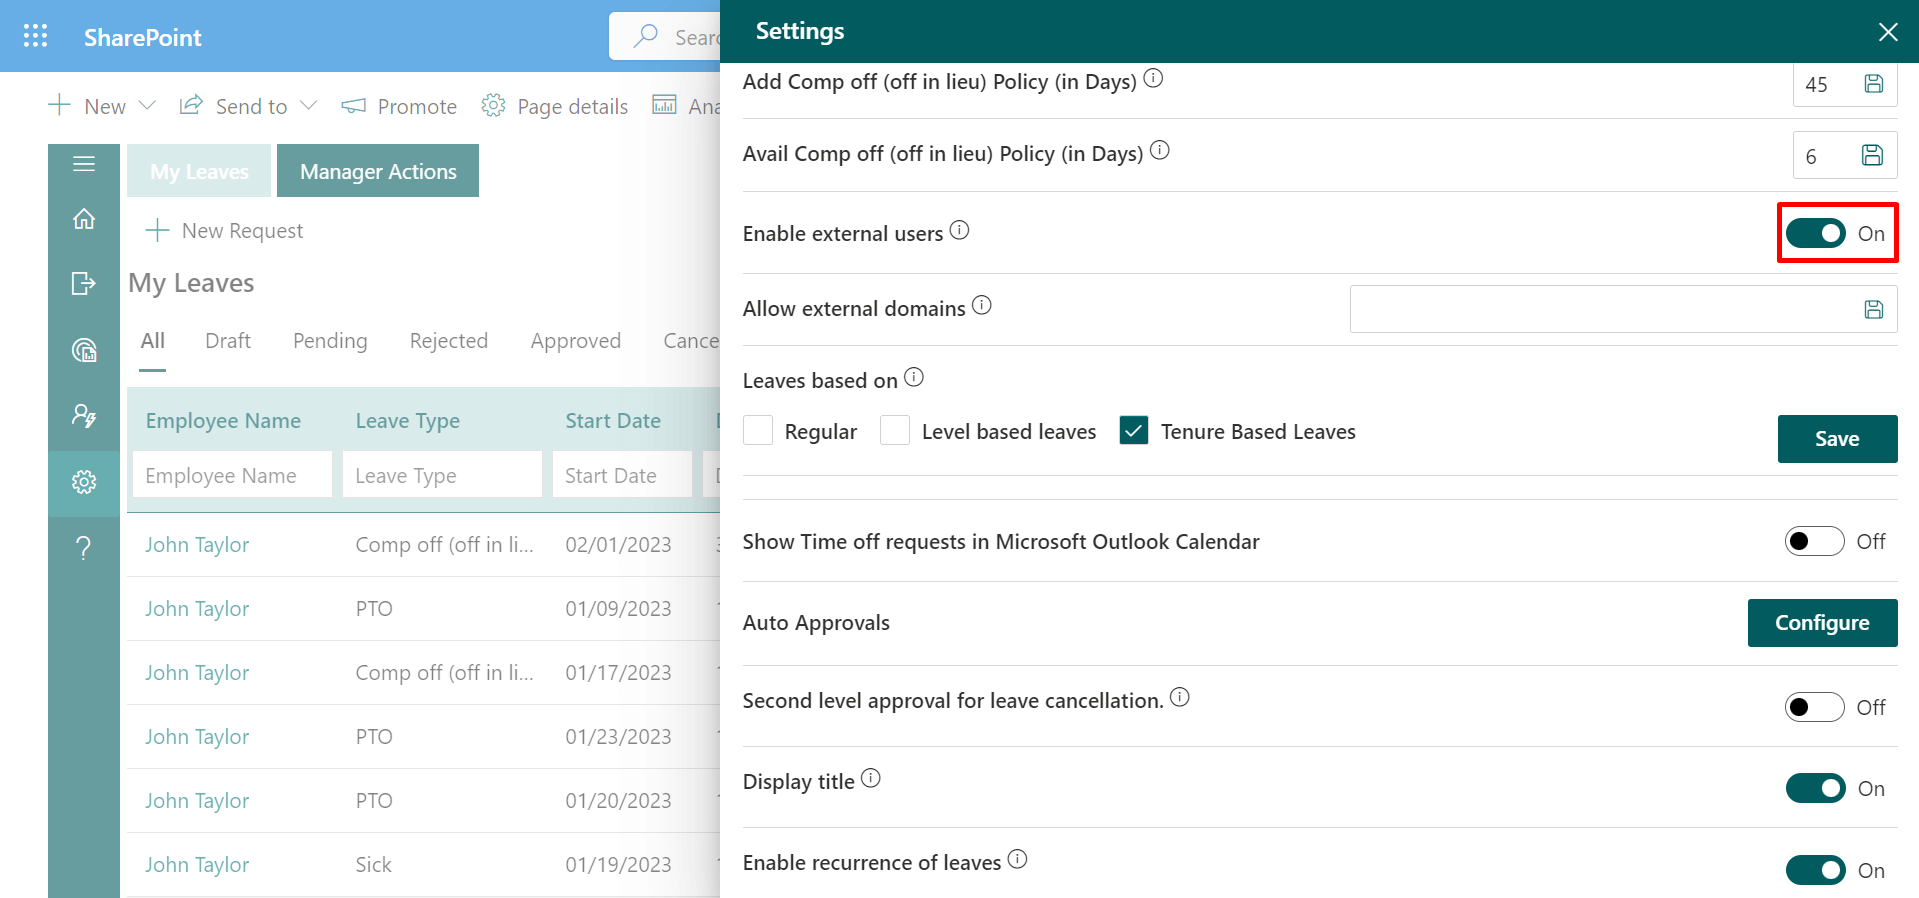 SharePoint
Sear
New
Send to
Promote
Page details
Ana
My Leaves
Manager Actions
New Request
My Leaves
All
Draft
Pending
Rejected
Approved
Cance
Employee Name
Leave Type
Start Date
Employee Name
Leave Type
Start Date
John Taylor
Comp off (off in li...
02/01/2023
John Taylor
PTO
01/09/2023
John Taylor
Comp off (off in li...
01/17/2023
John Taylor
PTO
01/23/2023
John Taylor
PTO
01/20/2023
John Taylor
Sick
01/19/2023
Settings
Add Comp off (off in lieu) Policy (in Days)
45
Avail Comp off (off in lieu) Policy (in Days)
6
Enable external users
On
Allow external domains
Leaves based on
Regular
Level based leaves
Tenure Based Leaves
Save
Show Time off requests in Microsoft Outlook Calendar
Off
Auto Approvals
Configure
Second level approval for leave cancellation.
Off
Display title
On
Enable recurrence of leaves
On